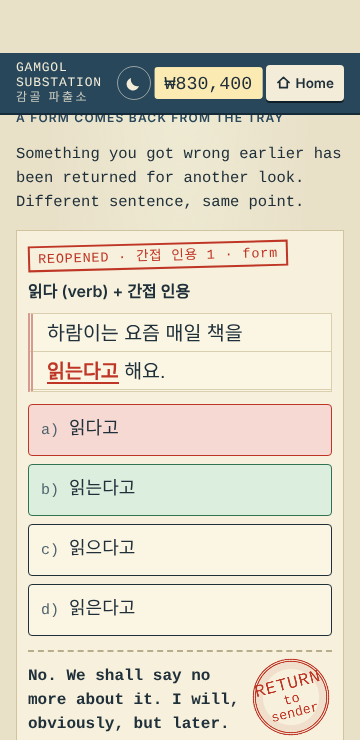 GAMGOL
SUBSTATION
감골 파출소
₩830,400
Home
A FORM COMES BACK FROM THE TRAY
Something you got wrong earlier has
been returned for another look.
Different sentence, same point.
REOPENED · 간접 인용 1 · form
읽다 (verb) + 간접 인용
하람이는 요즘 매일 책을
읽는다고 해요.
a) 읽다고
b) 읽는다고
c) 읽으다고
d) 읽은다고
No. We shall say no
more about it. I will,
obviously, but later.
RETURN
to
sender